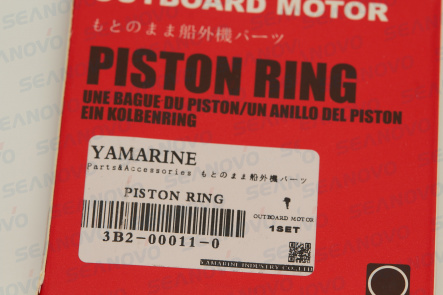 OUTBOARD MOTOR
もとのまま船外機パーツ
PISTON RING
UNE BAGUE DU PISTON/UN ANILLO DEL PISTON
EIN KOLBENRING
YAMARINE
Parts&Accessories もとのまま船外機パーツ
PISTON RING
OUTBOARD MOTOR
1SET
3B2-00011-0
YAMARINE INDUSTRY CO.,LTD
SEANOVO